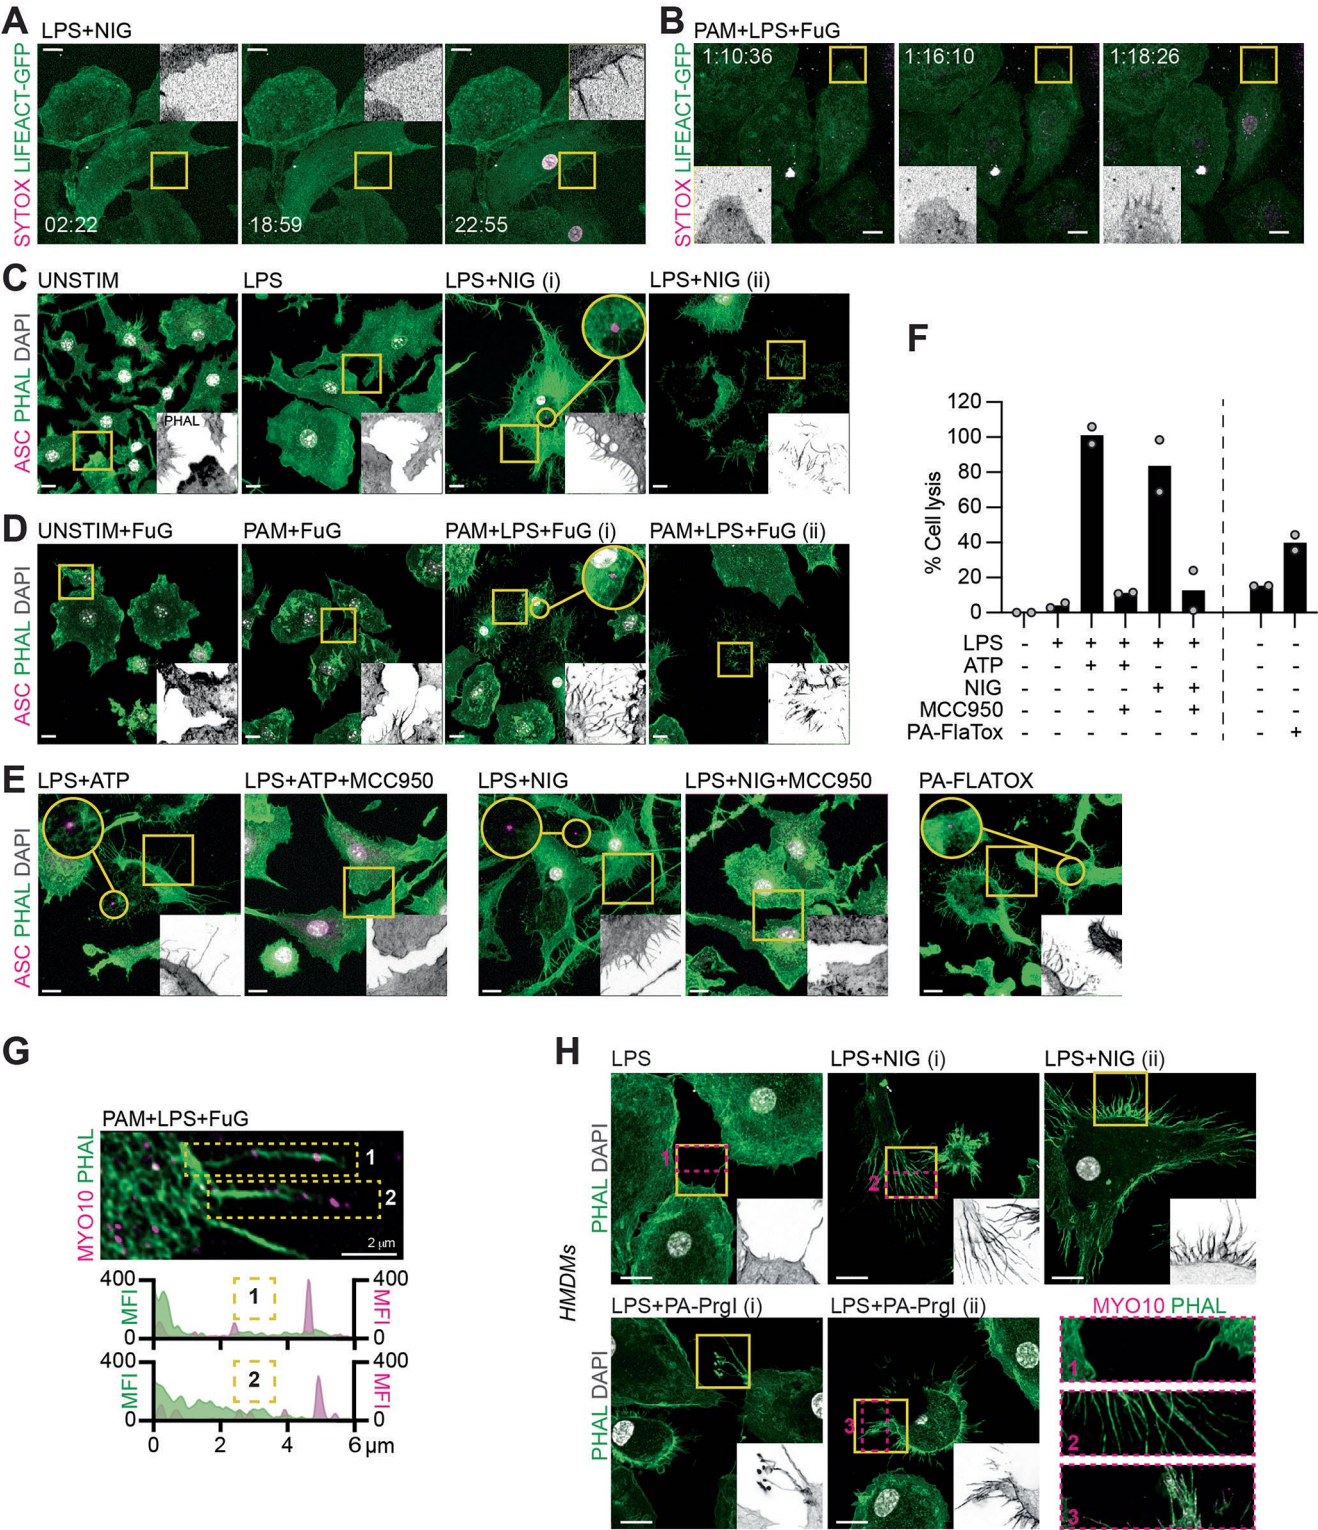 A
LPS+NIG
SYTOX LIFEACT-GFP
02:22
18:59
22:55
B
PAM+LPS+FuG
SYTOX LIFEACT-GFP
1:10:36
1:16:10
1:18:26
C
UNSTIM
LPS
LPS+NIG (i)
LPS+NIG (ii)
ASC PHAL DAPI
PHAL
D
UNSTIM+FuG
PAM+FuG
PAM+LPS+FuG (i)
PAM+LPS+FuG (ii)
ASC PHAL DAPI
E
LPS+ATP
LPS+ATP+MCC950
LPS+NIG
LPS+NIG+MCC950
PA-FLATOX
ASC PHAL DAPI
F
% Cell lysis
120
100
80
60
40
20
0
LPS - + + + + + - -
ATP - - + + - - - -
NIG - - - - + + - -
MCC950 - - - + - + - -
PA-FlaTox - - - - - - - +
G
PAM+LPS+FuG
MYO10 PHAL
1
2
2 µm
400
0
MFI
1
400
0
MFI
400
0
MFI
2
400
0
MFI
0 2 4 6 µm
H
HMDMs
LPS
LPS+NIG (i)
LPS+NIG (ii)
PHAL DAPI
1
2
LPS+PA-PrgI (i)
LPS+PA-PrgI (ii)
PHAL DAPI
3
MYO10 PHAL
1
2
3